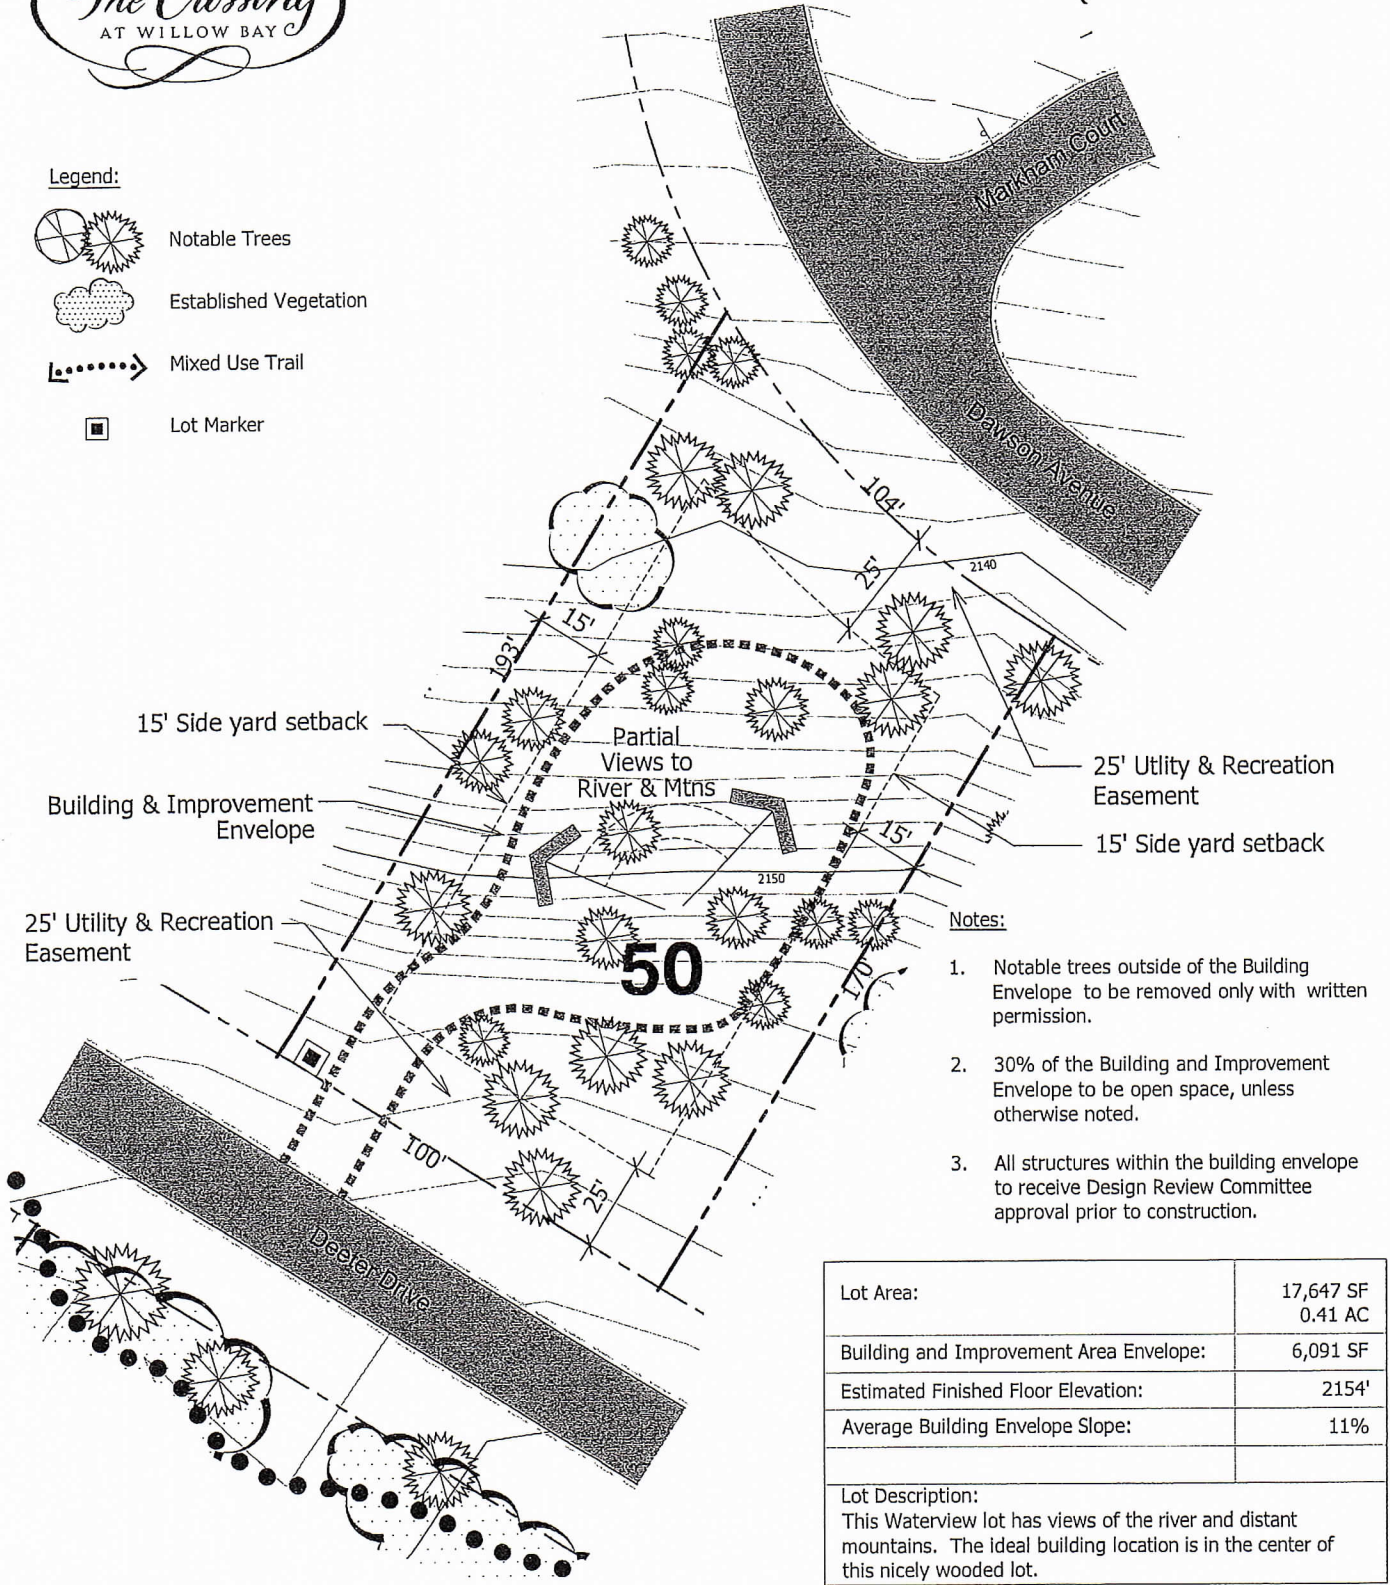 The Crossing
AT WILLOW BAY
Legend:
Notable Trees
Established Vegetation
Mixed Use Trail
Lot Marker
Markham Court
Dawson Avenue
104'
25'
2140
15'
193'
15' Side yard setback
Partial
Views to
River & Mtns
Building & Improvement
Envelope
25' Utlity & Recreation
Easement
15'
15' Side yard setback
2150
25' Utility & Recreation
Easement
50
170'
100'
25'
Deeter Drive
Notes:
1. Notable trees outside of the Building
Envelope to be removed only with written
permission.
2. 30% of the Building and Improvement
Envelope to be open space, unless
otherwise noted.
3. All structures within the building envelope
to receive Design Review Committee
approval prior to construction.
Lot Area: 17,647 SF
0.41 AC
Building and Improvement Area Envelope: 6,091 SF
Estimated Finished Floor Elevation: 2154'
Average Building Envelope Slope: 11%
Lot Description:
This Waterview lot has views of the river and distant
mountains. The ideal building location is in the center of
this nicely wooded lot.